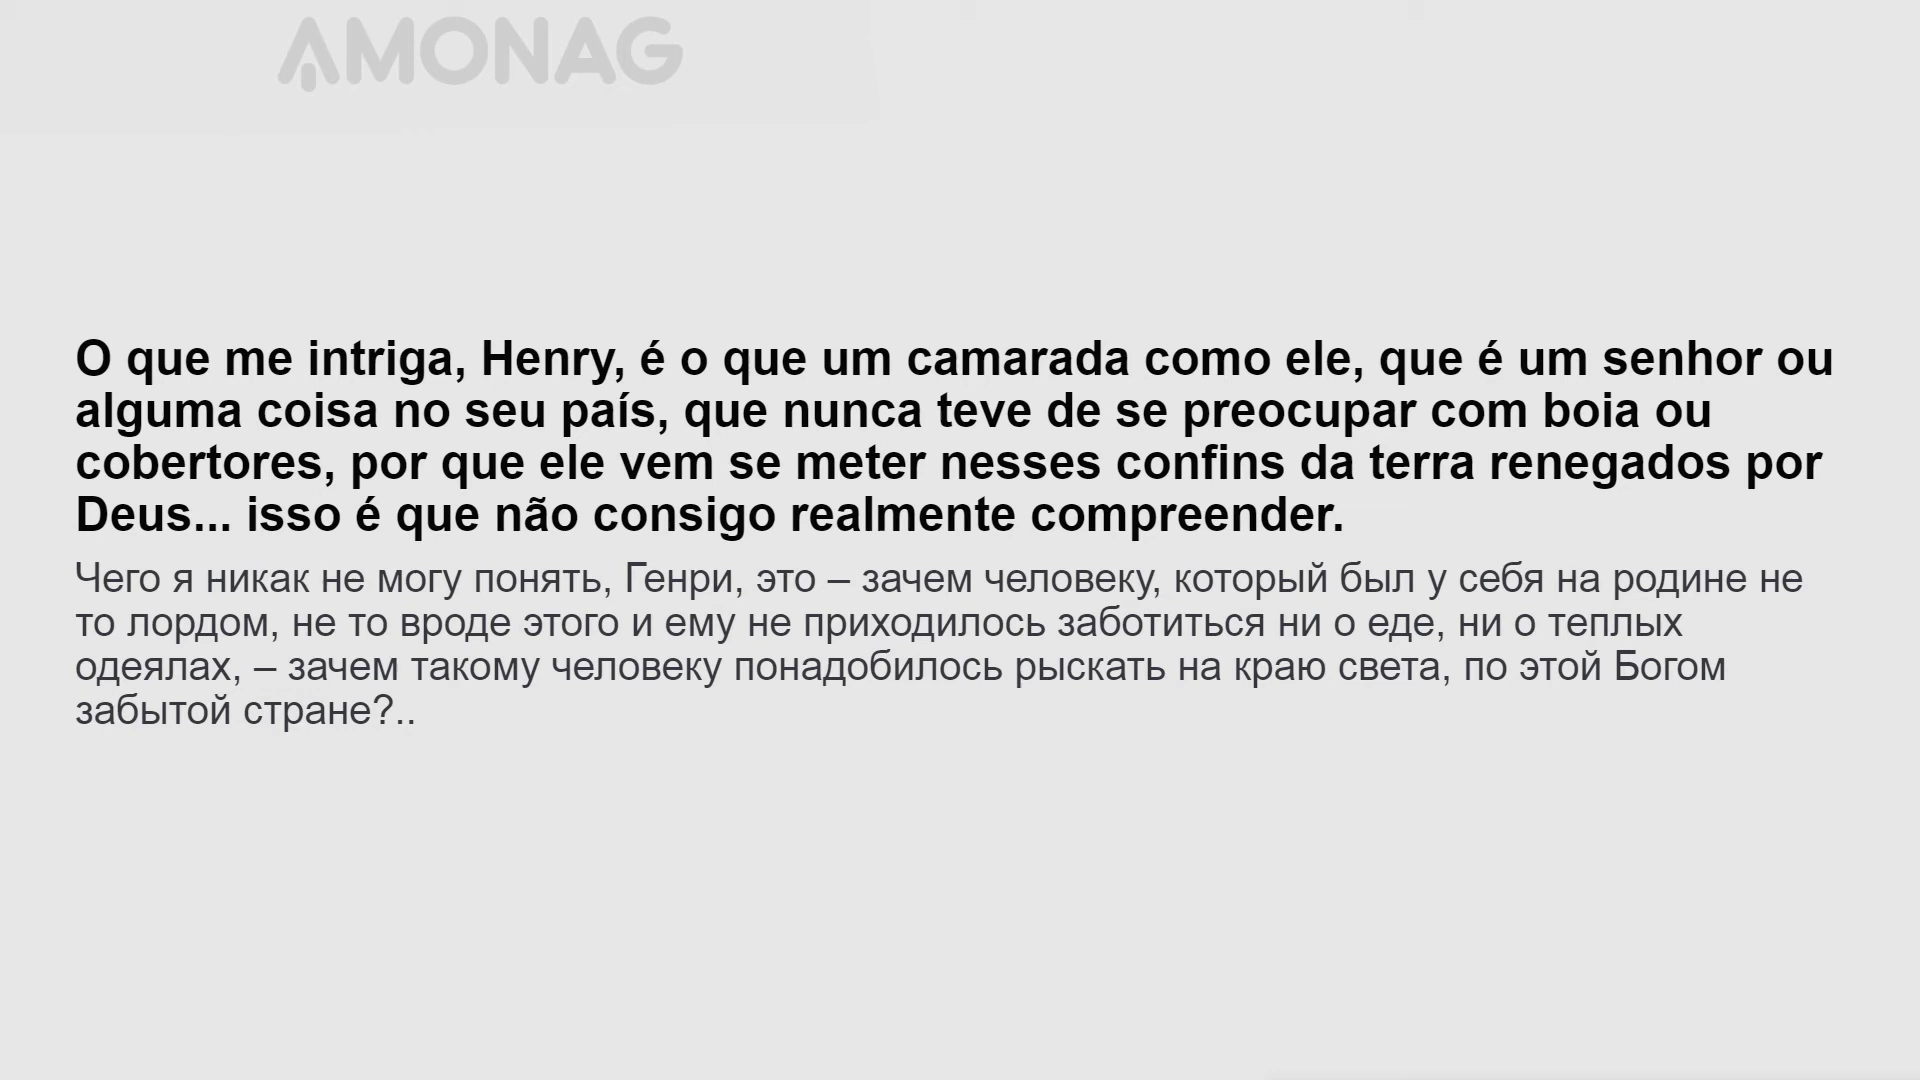 AMONAG
O que me intriga, Henry, é o que um camarada como ele, que é um senhor ou
alguma coisa no seu país, que nunca teve de se preocupar com boia ou
cobertores, por que ele vem se meter nesses confins da terra renegados por
Deus... isso é que não consigo realmente compreender.
Чего я никак не могу понять, Генри, это – зачем человеку, который был у себя на родине не
то лордом, не то вроде этого и ему не приходилось заботиться ни о еде, ни о теплых
одеялах, – зачем такому человеку понадобилось рыскать на краю света, по этой Богом
забытой стране?..